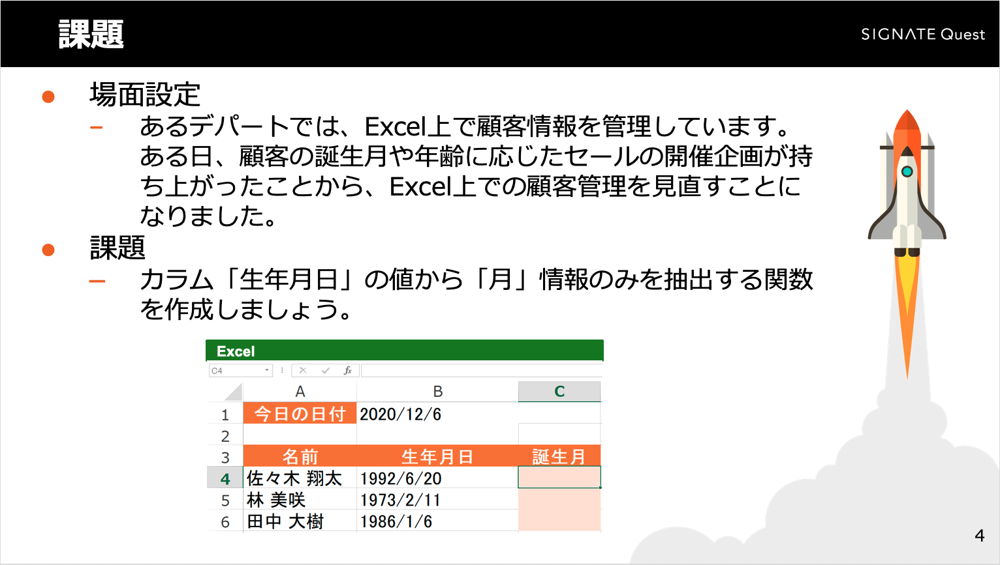 課題
SIGNATE Quest
● 場面設定
– あるデパートでは、Excel上で顧客情報を管理しています。
ある日、顧客の誕生月や年齢に応じたセールの開催企画が持
ち上がったことから、Excel上での顧客管理を見直すことに
なりました。
● 課題
– カラム「生年月日」の値から「月」情報のみを抽出する関数
を作成しましょう。
Excel
C4 fx
A B C
1 今日の日付 2020/12/6
2
3 名前 生年月日 誕生月
4 佐々木 翔太 1992/6/20
5 林 美咲 1973/2/11
6 田中 大樹 1986/1/6
4